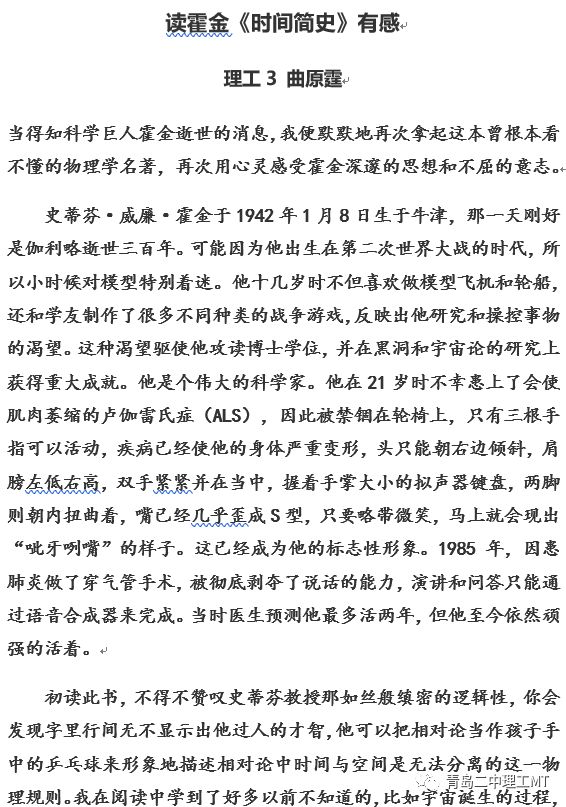 读霍金《时间简史》有感
理工 3 曲原霆
当得知科学巨人霍金逝世的消息,我便默默地再次拿起这本曾根本看
不懂的物理学名著，再次用心灵感受霍金深邃的思想和不屈的意志。
史蒂芬·威廉·霍金于 1942 年 1 月 8 日生于牛津，那一天刚好
是伽利略逝世三百年。可能因为他出生在第二次世界大战的时代，所
以小时候对模型特别着迷。他十几岁时不但喜欢做模型飞机和轮船，
还和学友制作了很多不同种类的战争游戏,反映出他研究和操控事物
的渴望。这种渴望驱使他攻读博士学位，并在黑洞和宇宙论的研究上
获得重大成就。他是个伟大的科学家。他在 21 岁时不幸患上了会使
肌肉萎缩的卢伽雷氏症（ALS），因此被禁锢在轮椅上，只有三根手
指可以活动，疾病已经使他的身体严重变形，头只能朝右边倾斜，肩
膀左低右高，双手紧紧并在当中，握着手掌大小的拟声器键盘，两脚
则朝内扭曲着，嘴已经几乎歪成 S 型，只要略带微笑，马上就会现出
“呲牙咧嘴”的样子。这已经成为他的标志性形象。1985 年，因患
肺炎做了穿气管手术，被彻底剥夺了说话的能力，演讲和问答只能通
过语音合成器来完成。当时医生预测他最多活两年，但他至今依然顽
强的活着。
初读此书，不得不赞叹史蒂芬教授那如丝般缜密的逻辑性，你会
发现字里行间无不显示出他过人的才智,他可以把相对论当作孩子手
中的乒乓球来形象地描述相对论中时间与空间是无法分离的这一物
理规则。我在阅读中学到了好多以前不知道的,比如宇宙诞生的过程,
青岛二中理工MT